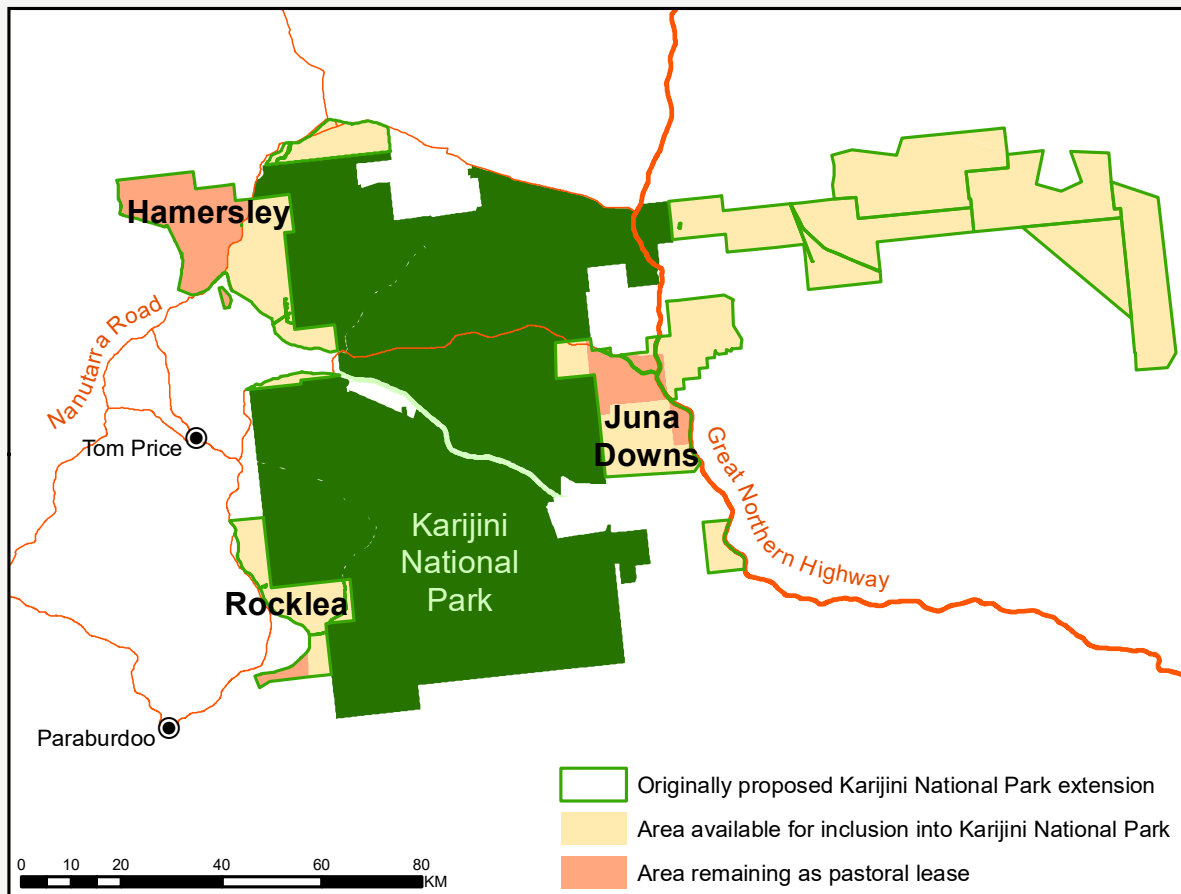 Hamersley
Nanutarra Road
Tom Price
Juna
Downs
Great Northern Highway
Karijini
National
Park
Rocklea
Paraburdoo
Originally proposed Karijini National Park extension
Area available for inclusion into Karijini National Park
Area remaining as pastoral lease
0 10 20 40 60 80
KM